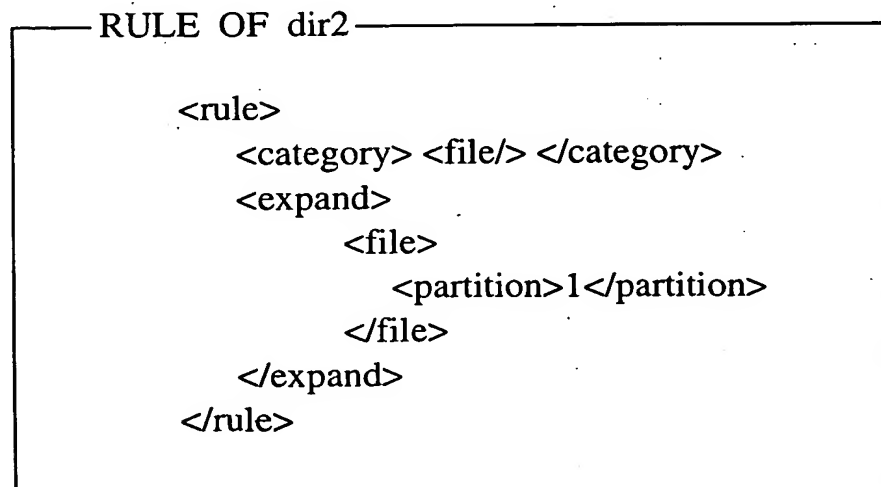 RULE OF dir2
<rule>
<category> <file/> </category>
<expand>
<file>
<partition>1</partition>
</file>
</expand>
</rule>